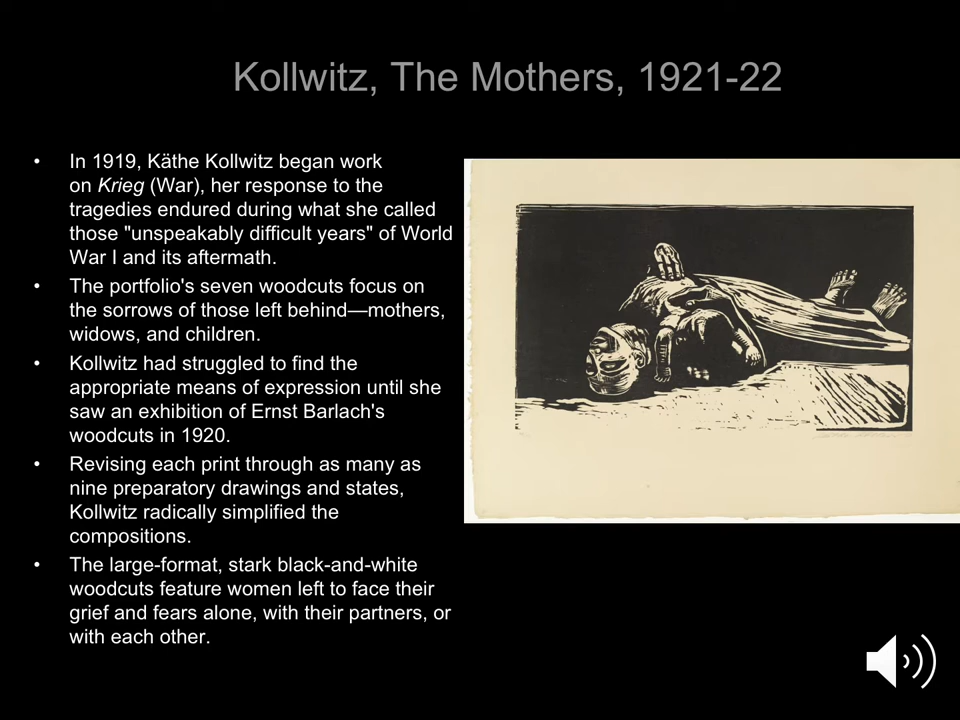 Kollwitz, The Mothers, 1921-22
• In 1919, Käthe Kollwitz began work
on Krieg (War), her response to the
tragedies endured during what she called
those "unspeakably difficult years" of World
War I and its aftermath.
• The portfolio's seven woodcuts focus on
the sorrows of those left behind—mothers,
widows, and children.
• Kollwitz had struggled to find the
appropriate means of expression until she
saw an exhibition of Ernst Barlach's
woodcuts in 1920.
• Revising each print through as many as
nine preparatory drawings and states,
Kollwitz radically simplified the
compositions.
• The large-format, stark black-and-white
woodcuts feature women left to face their
grief and fears alone, with their partners, or
with each other.